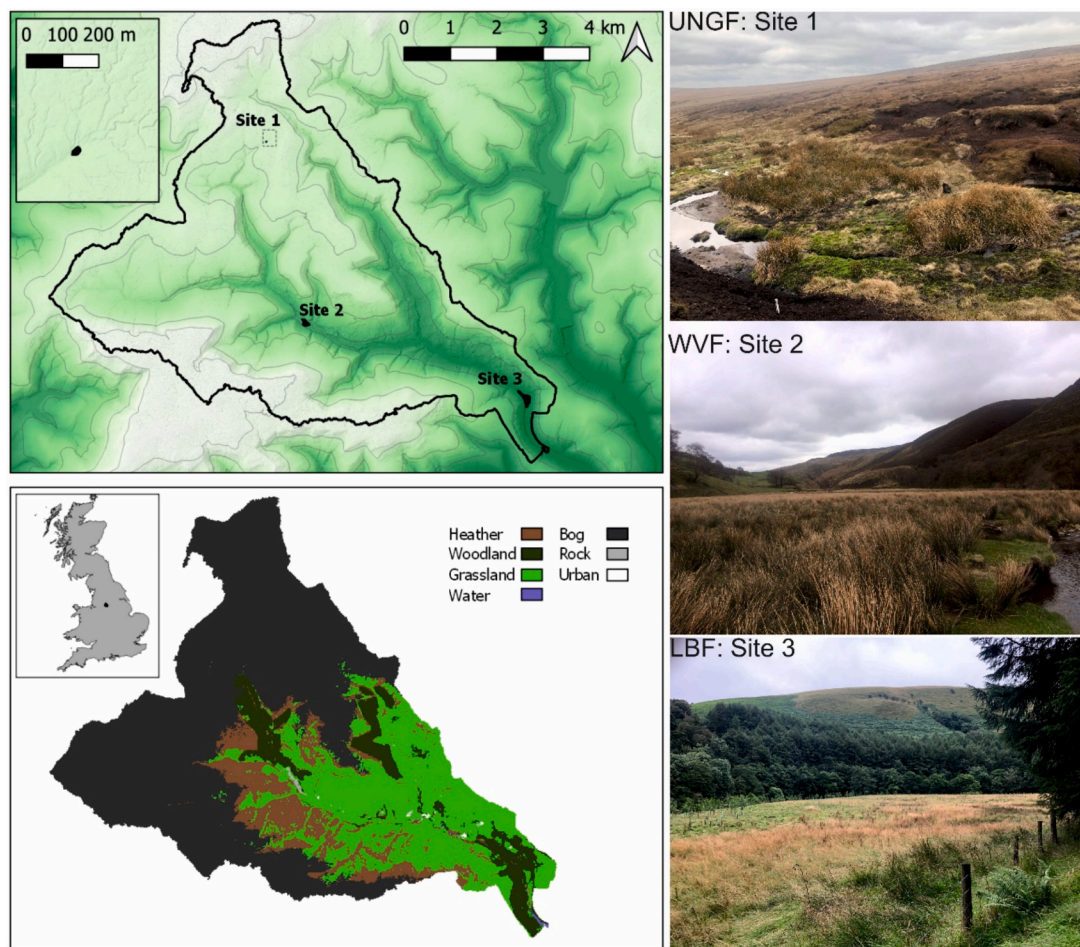 0 100 200 m
0 1 2 3 4 km
Site 1
Site 2
Site 3
Heather
Bog
Woodland
Rock
Grassland
Urban
Water
UNGF: Site 1
WVF: Site 2
LBF: Site 3